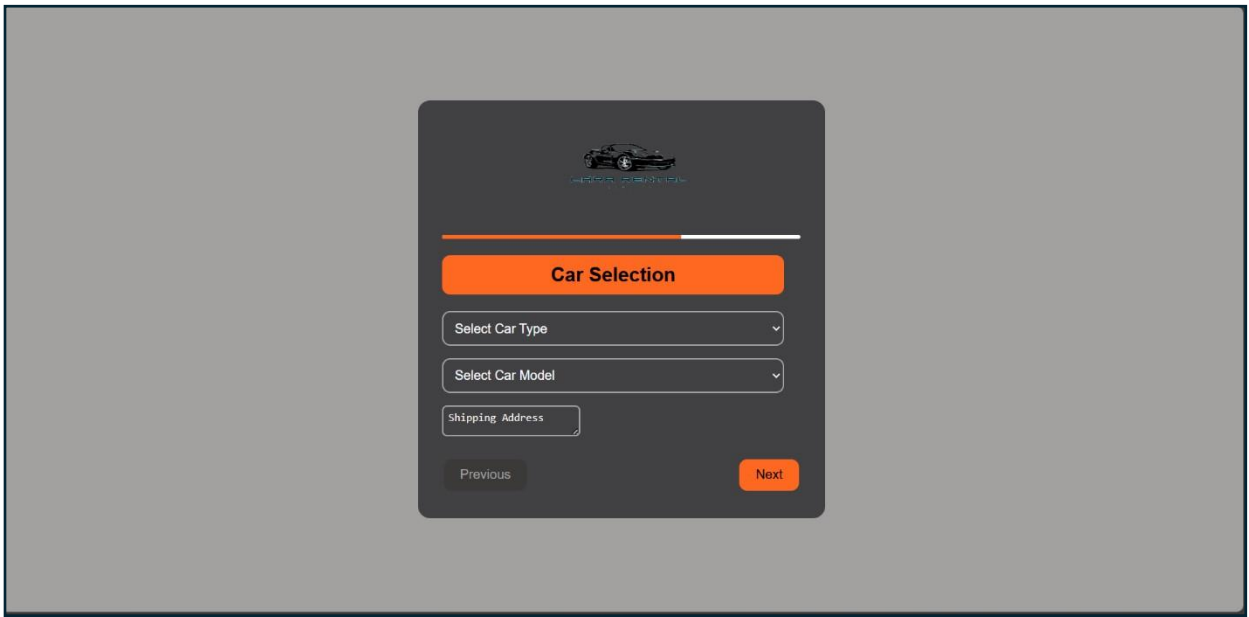 Car Selection
Select Car Type
Select Car Model
Shipping Address
Previous
Next